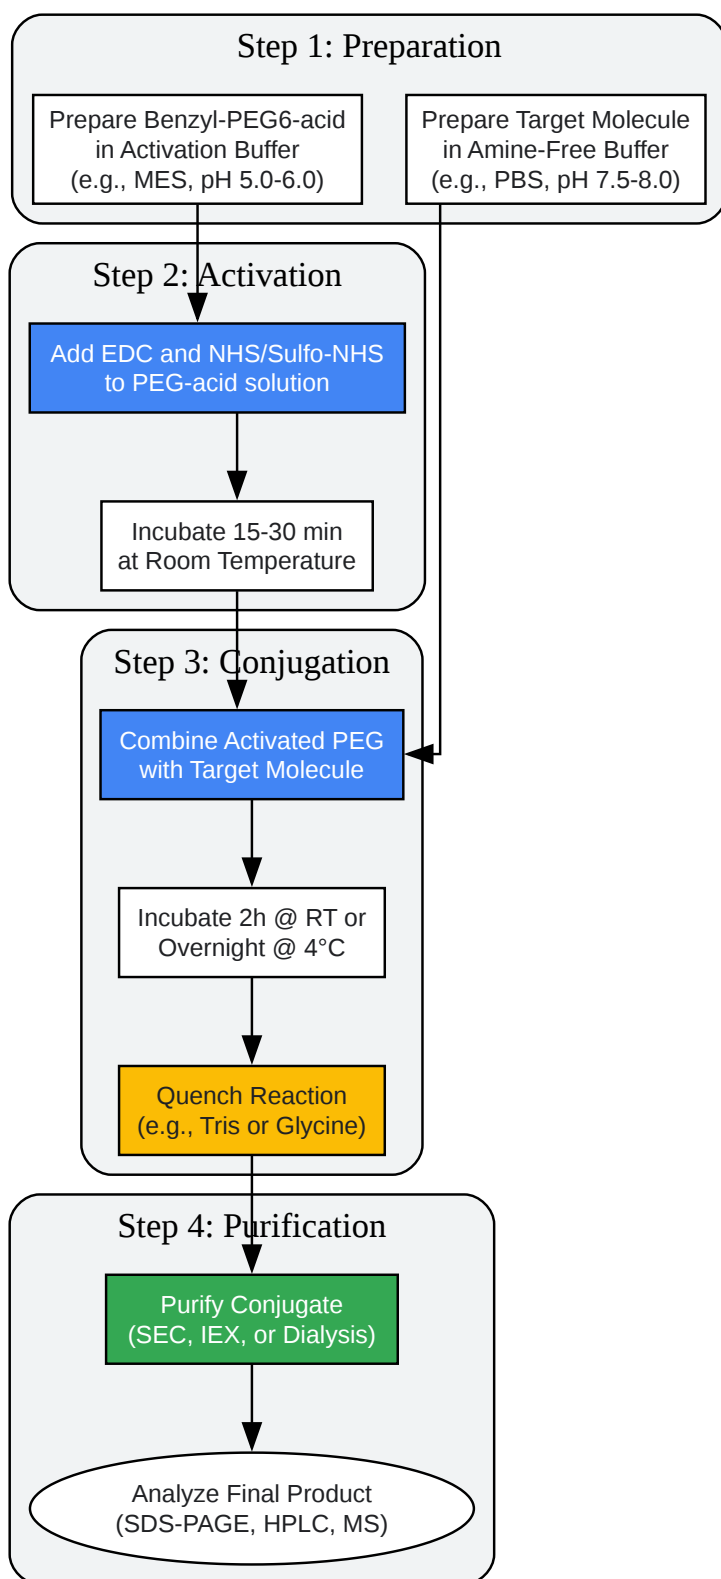 Step 1: Preparation
Prepare Benzyl-PEG6-acid
in Activation Buffer
(e.g., MES, pH 5.0-6.0)
Prepare Target Molecule
in Amine-Free Buffer
(e.g., PBS, pH 7.5-8.0)
Step 2: Activation
Add EDC and NHS/Sulfo-NHS
to PEG-acid solution
Incubate 15-30 min
at Room Temperature
Step 3: Conjugation
Combine Activated PEG
with Target Molecule
Incubate 2h @ RT or
Overnight @ 4°C
Quench Reaction
(e.g., Tris or Glycine)
Step 4: Purification
Purify Conjugate
(SEC, IEX, or Dialysis)
Analyze Final Product
(SDS-PAGE, HPLC, MS)